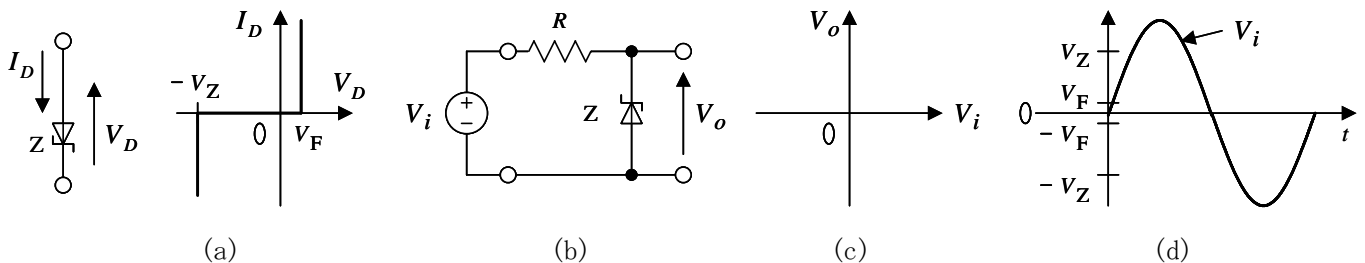 I_D
Z
V_D
I_D
− V_Z
V_D
0
V_F
(a)
R
V_i
+
−
Z
V_o
(b)
V_o
V_i
0
(c)
V_Z
V_F
0
− V_F
− V_Z
V_i
t
(d)